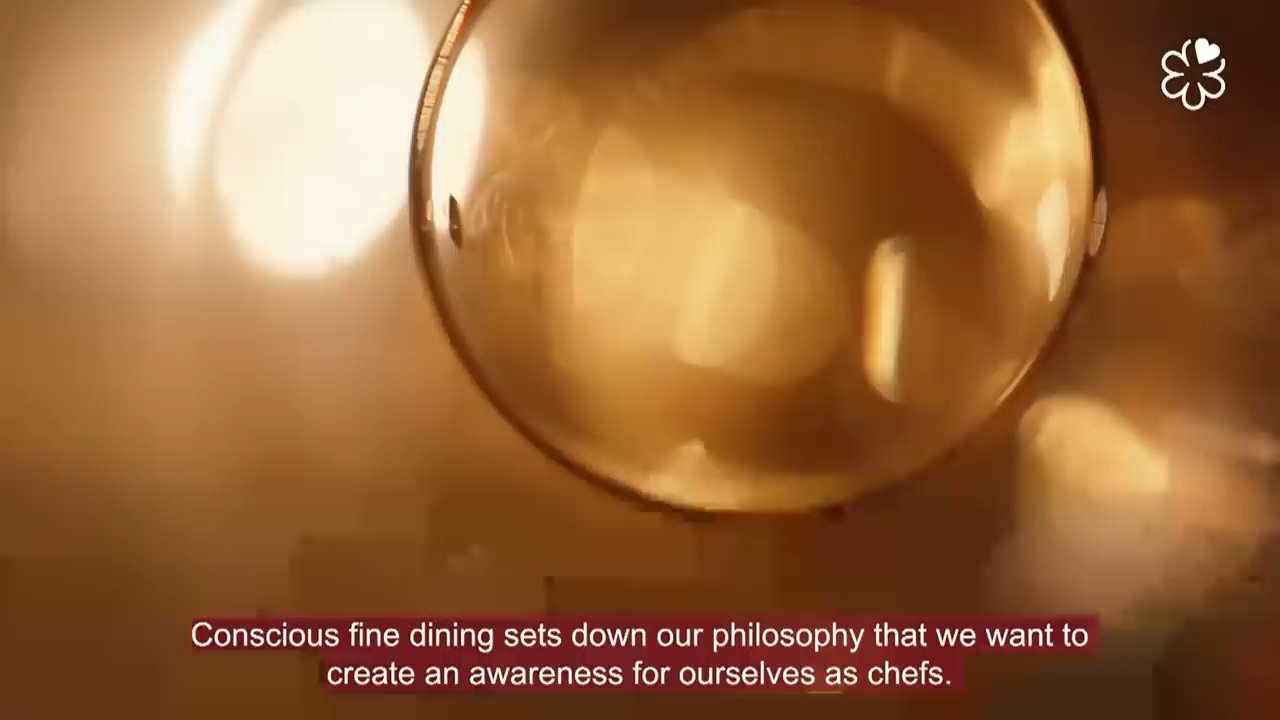 Conscious fine dining sets down our philosophy that we want to
create an awareness for ourselves as chefs.